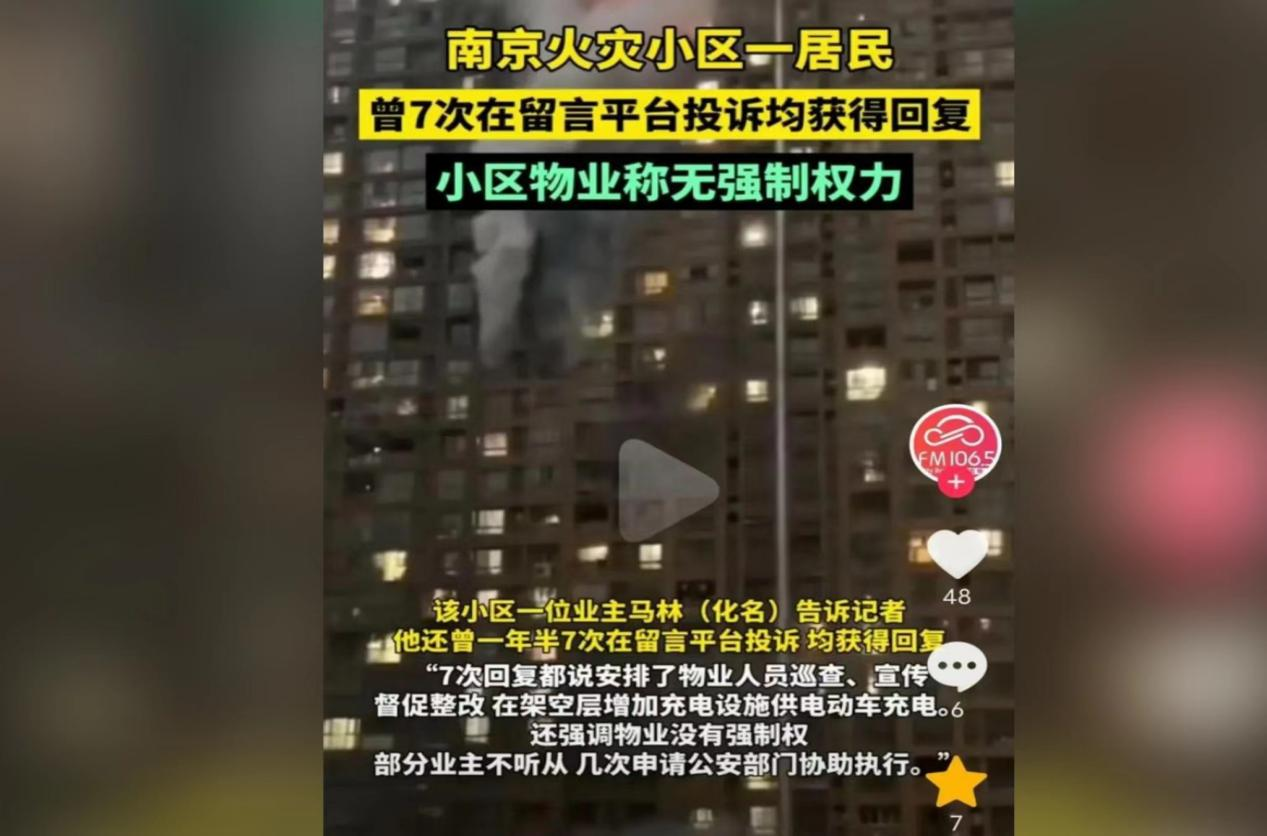 南京火灾小区一居民
曾7次在留言平台投诉均获得回复
小区物业称无强制权力
FM106.5
48
该小区一位业主马林（化名）告诉记者
他还曾一年半7次在留言平台投诉 均获得回复
“7次回复都说安排了物业人员巡查、宣传
督促整改 在架空层增加充电设施供电动车充电。
6
还强调物业没有强制权
部分业主不听从 几次申请公安部门协助执行。”
7